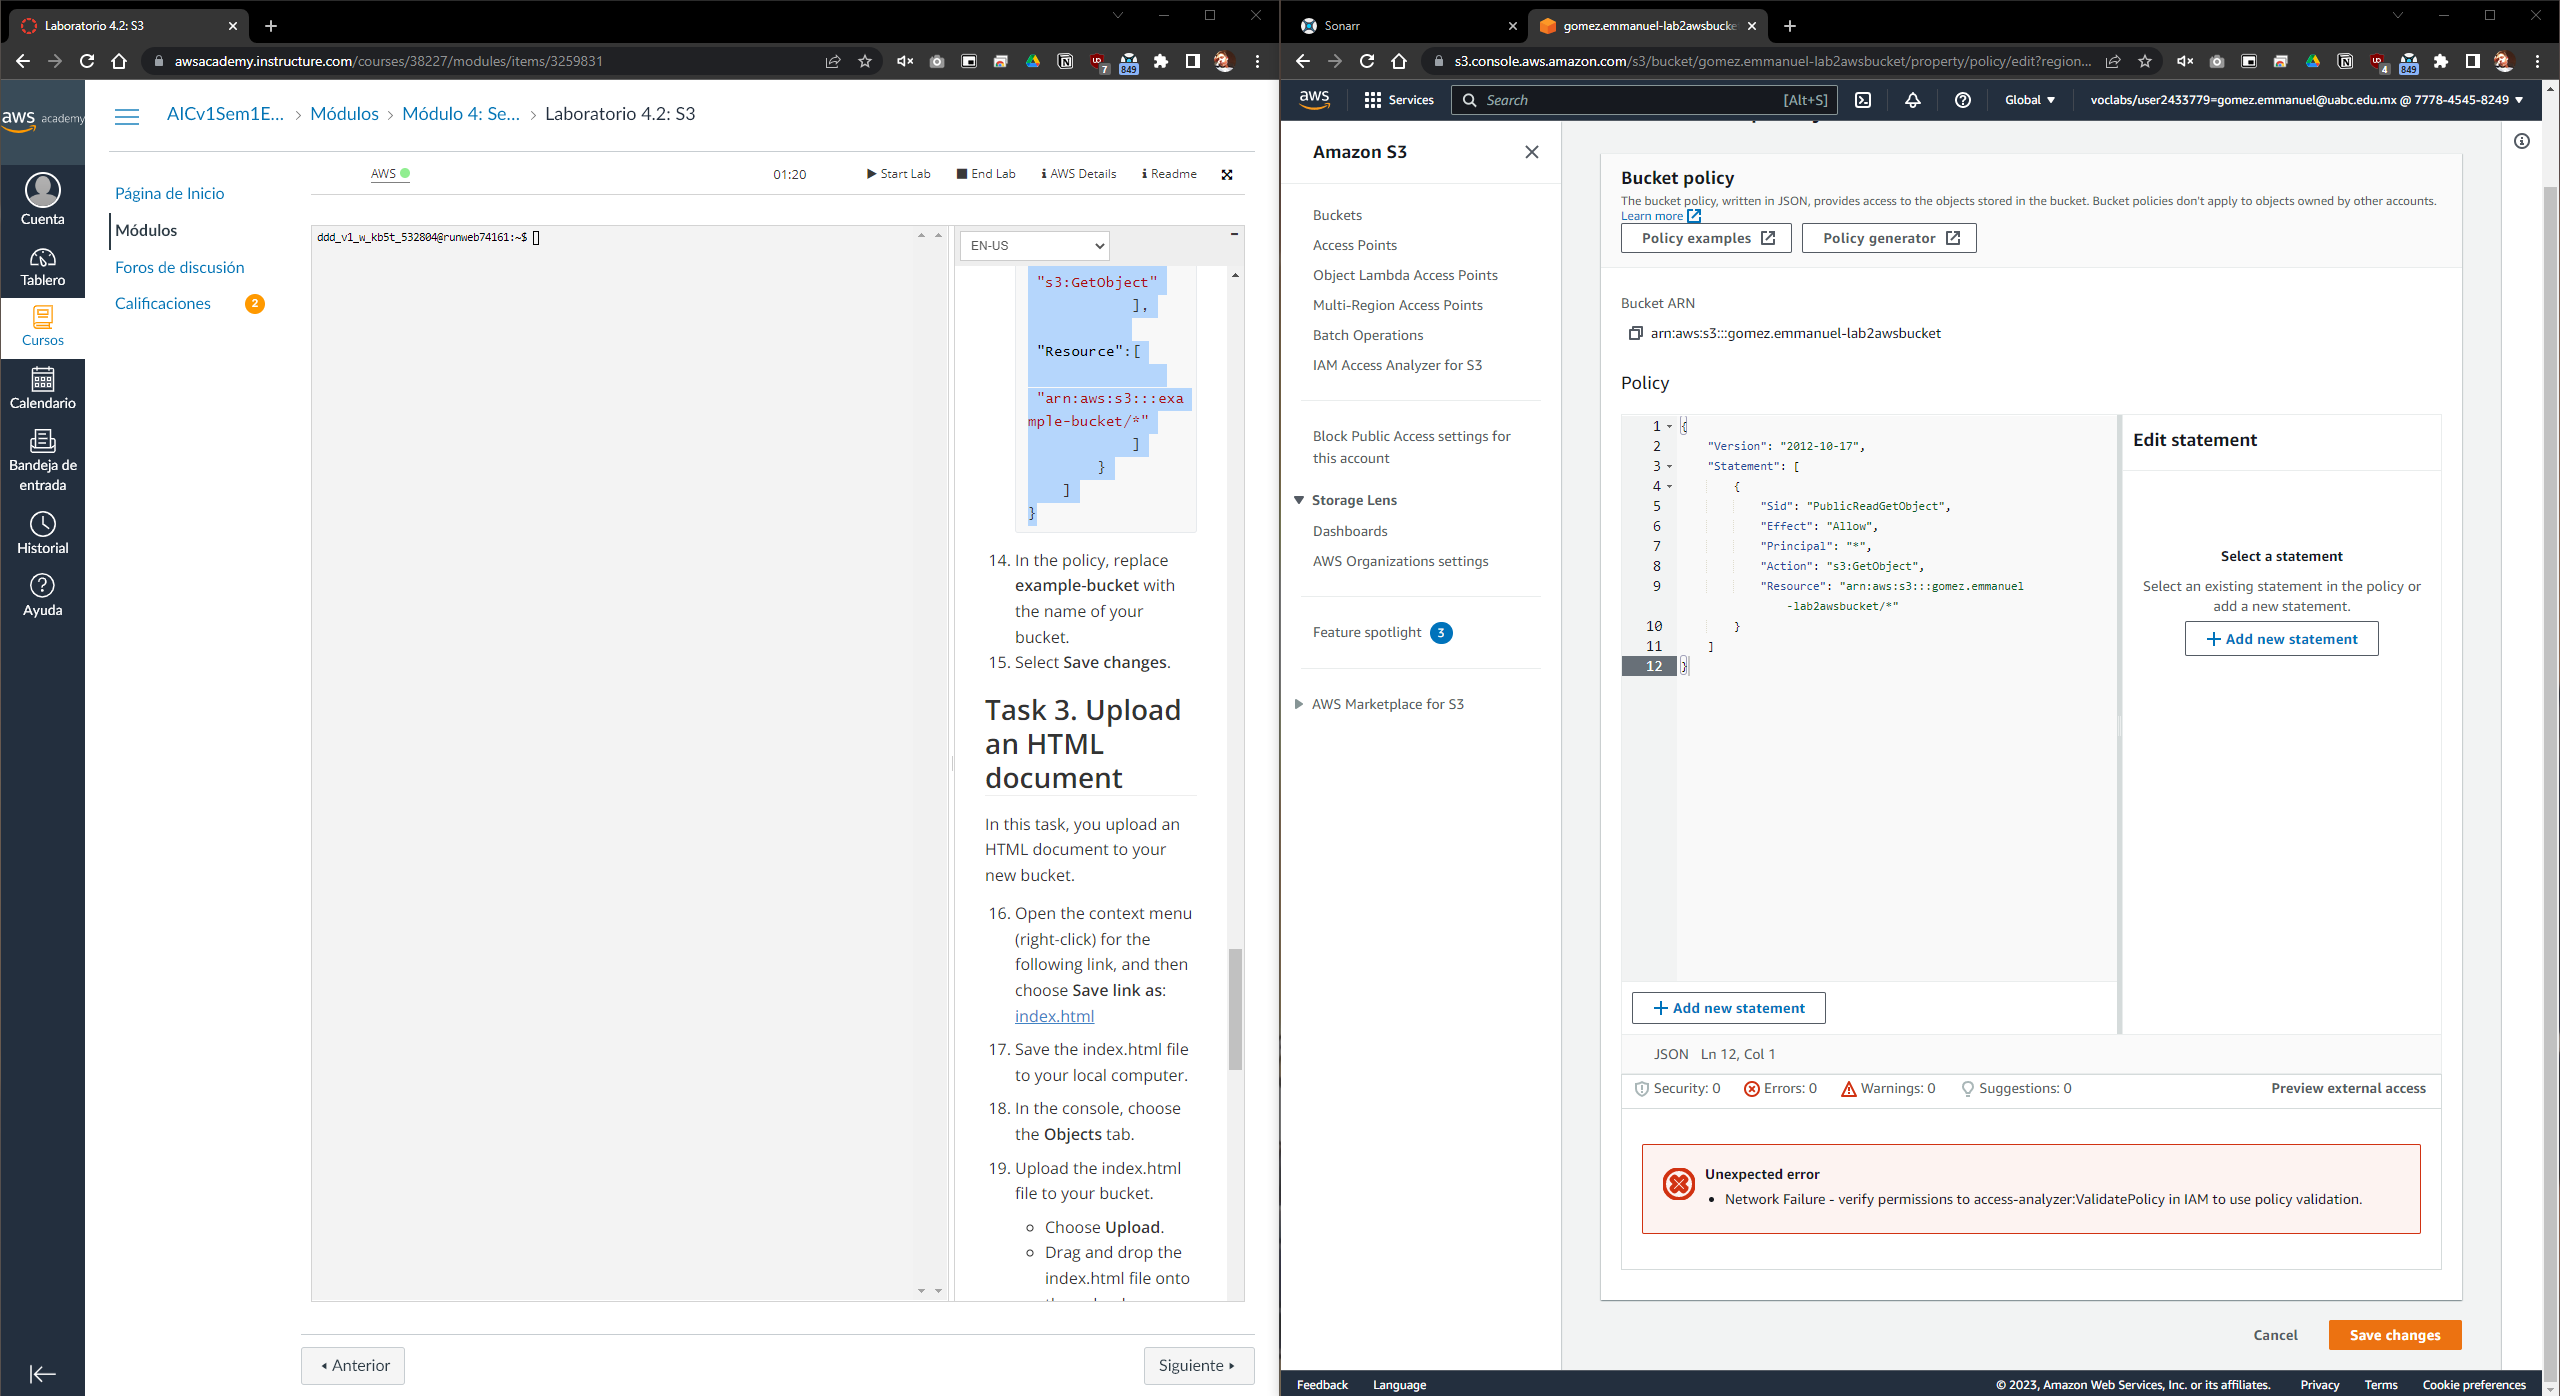 Laboratorio 4.2: S3
awsacademy.instructure.com/courses/38227/modules/items/3259831
7
849
aws academy
Cuenta
Tablero
Cursos
Calendario
Bandeja de
entrada
Historial
Ayuda
AICv1Sem1E... > Módulos > Módulo 4: Se... > Laboratorio 4.2: S3
Página de Inicio
Módulos
Foros de discusión
Calificaciones 2
AWS
01:20
Start Lab
End Lab
AWS Details
Readme
ddd_v1_w_kb5t_532804@runweb74161:~$
EN-US
"s3:GetObject"
],
"Resource":[
"arn:aws:s3:::exa
mple-bucket/*"
]
}
]
}
14. In the policy, replace
example-bucket with
the name of your
bucket.
15. Select Save changes.
Task 3. Upload
an HTML
document
In this task, you upload an
HTML document to your
new bucket.
16. Open the context menu
(right-click) for the
following link, and then
choose Save link as:
index.html
17. Save the index.html file
to your local computer.
18. In the console, choose
the Objects tab.
19. Upload the index.html
file to your bucket.
Choose Upload.
Drag and drop the
index.html file onto
Anterior
Siguiente
Sonarr
gomez.emmanuel-lab2awsbucke
s3.console.aws.amazon.com/s3/bucket/gomez.emmanuel-lab2awsbucket/property/policy/edit?region...
4
849
aws
Services
Search
[Alt+S]
Global
voclabs/user2433779=gomez.emmanuel@uabc.edu.mx @ 7778-4545-8249
Amazon S3
Buckets
Access Points
Object Lambda Access Points
Multi-Region Access Points
Batch Operations
IAM Access Analyzer for S3
Block Public Access settings for
this account
Storage Lens
Dashboards
AWS Organizations settings
Feature spotlight 3
AWS Marketplace for S3
Bucket policy
The bucket policy, written in JSON, provides access to the objects stored in the bucket. Bucket policies don't apply to objects owned by other accounts.
Learn more
Policy examples
Policy generator
Bucket ARN
arn:aws:s3:::gomez.emmanuel-lab2awsbucket
Policy
1 {
2 "Version": "2012-10-17",
3 "Statement": [
4 {
5 "Sid": "PublicReadGetObject",
6 "Effect": "Allow",
7 "Principal": "*",
8 "Action": "s3:GetObject",
9 "Resource": "arn:aws:s3:::gomez.emmanuel
-lab2awsbucket/*"
10 }
11 ]
12 }
Edit statement
Select a statement
Select an existing statement in the policy or
add a new statement.
+ Add new statement
+ Add new statement
JSON Ln 12, Col 1
Security: 0
Errors: 0
Warnings: 0
Suggestions: 0
Preview external access
Unexpected error
Network Failure - verify permissions to access-analyzer:ValidatePolicy in IAM to use policy validation.
Cancel
Save changes
Feedback
Language
© 2023, Amazon Web Services, Inc. or its affiliates.
Privacy
Terms
Cookie preferences